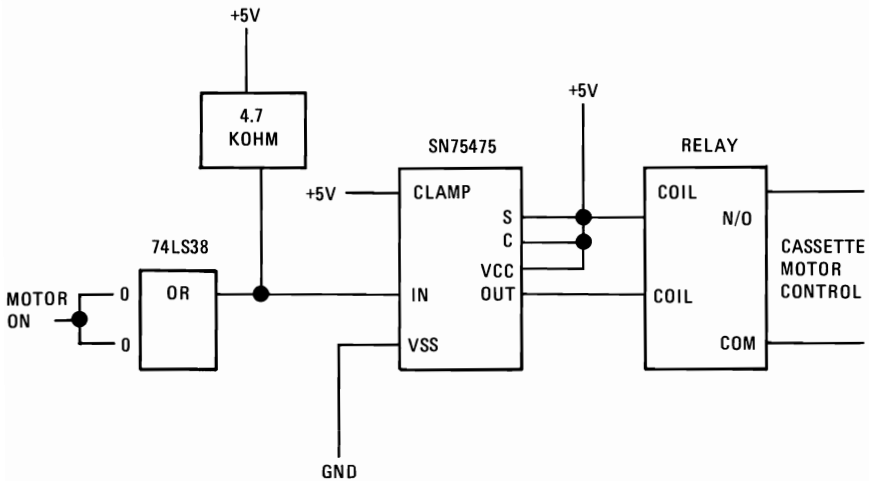 +5V
4.7
KOHM
+5V
SN75475
RELAY
+5V
CLAMP
COIL
S
N/O
C
74LS38
CASSETTE
MOTOR
CONTROL
VCC
MOTOR
ON
0
OR
IN
OUT
COIL
0
VSS
COM
GND